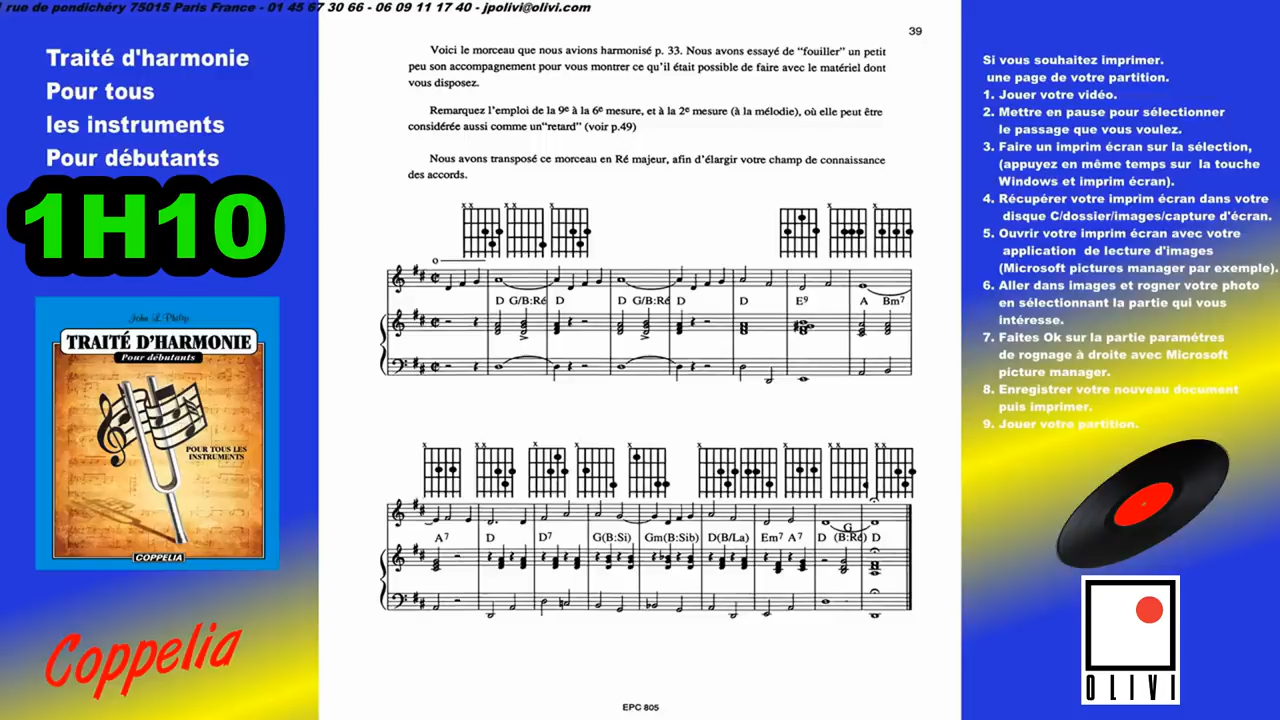 rue de pondichéry 75015 Paris France - 01 45 67 30 66 - 06 09 11 17 40 - jpolivi@olivi.com
Traité d'harmonie
Pour tous
les instruments
Pour débutants
1H10
John L Philip
TRAITÉ D'HARMONIE
Pour débutants
POUR TOUS LES
INSTRUMENTS
COPPELIA
Coppelia
39
Voici le morceau que nous avions harmonisé p. 33. Nous avons essayé de “fouiller” un petit
peu son accompagnement pour vous montrer ce qu'il était possible de faire avec le matériel dont
vous disposez.
Remarquez l'emploi de la 9e à la 6e mesure, et à la 2e mesure (à la mélodie), où elle peut être
considérée aussi comme un“retard” (voir p.49)
Nous avons transposé ce morceau en Ré majeur, afin d'élargir votre champ de connaissance
des accords.
x x x x x x x x
D G/B:Ré D D G/B:Ré D D E9 A Bm7
x x x x x x x x x x x x
A7 D D7 G(B:Si) Gm(B:Sib) D(B/La) Em7 A7 D G (B:Ré) D
EPC 805
Si vous souhaitez imprimer.
une page de votre partition.
1. Jouer votre vidéo.
2. Mettre en pause pour sélectionner
le passage que vous voulez.
3. Faire un imprim écran sur la sélection,
(appuyez en même temps sur la touche
Windows et imprim écran).
4. Récupérer votre imprim écran dans votre
disque C/dossier/images/capture d'écran.
5. Ouvrir votre imprim écran avec votre
application de lecture d'images
(Microsoft pictures manager par exemple).
6. Aller dans images et rogner votre photo
en sélectionnant la partie qui vous
intéresse.
7. Faites Ok sur la partie paramétres
de rognage à droite avec Microsoft
picture manager.
8. Enregistrer votre nouveau document
puis imprimer.
9. Jouer votre partition.
OLIVI